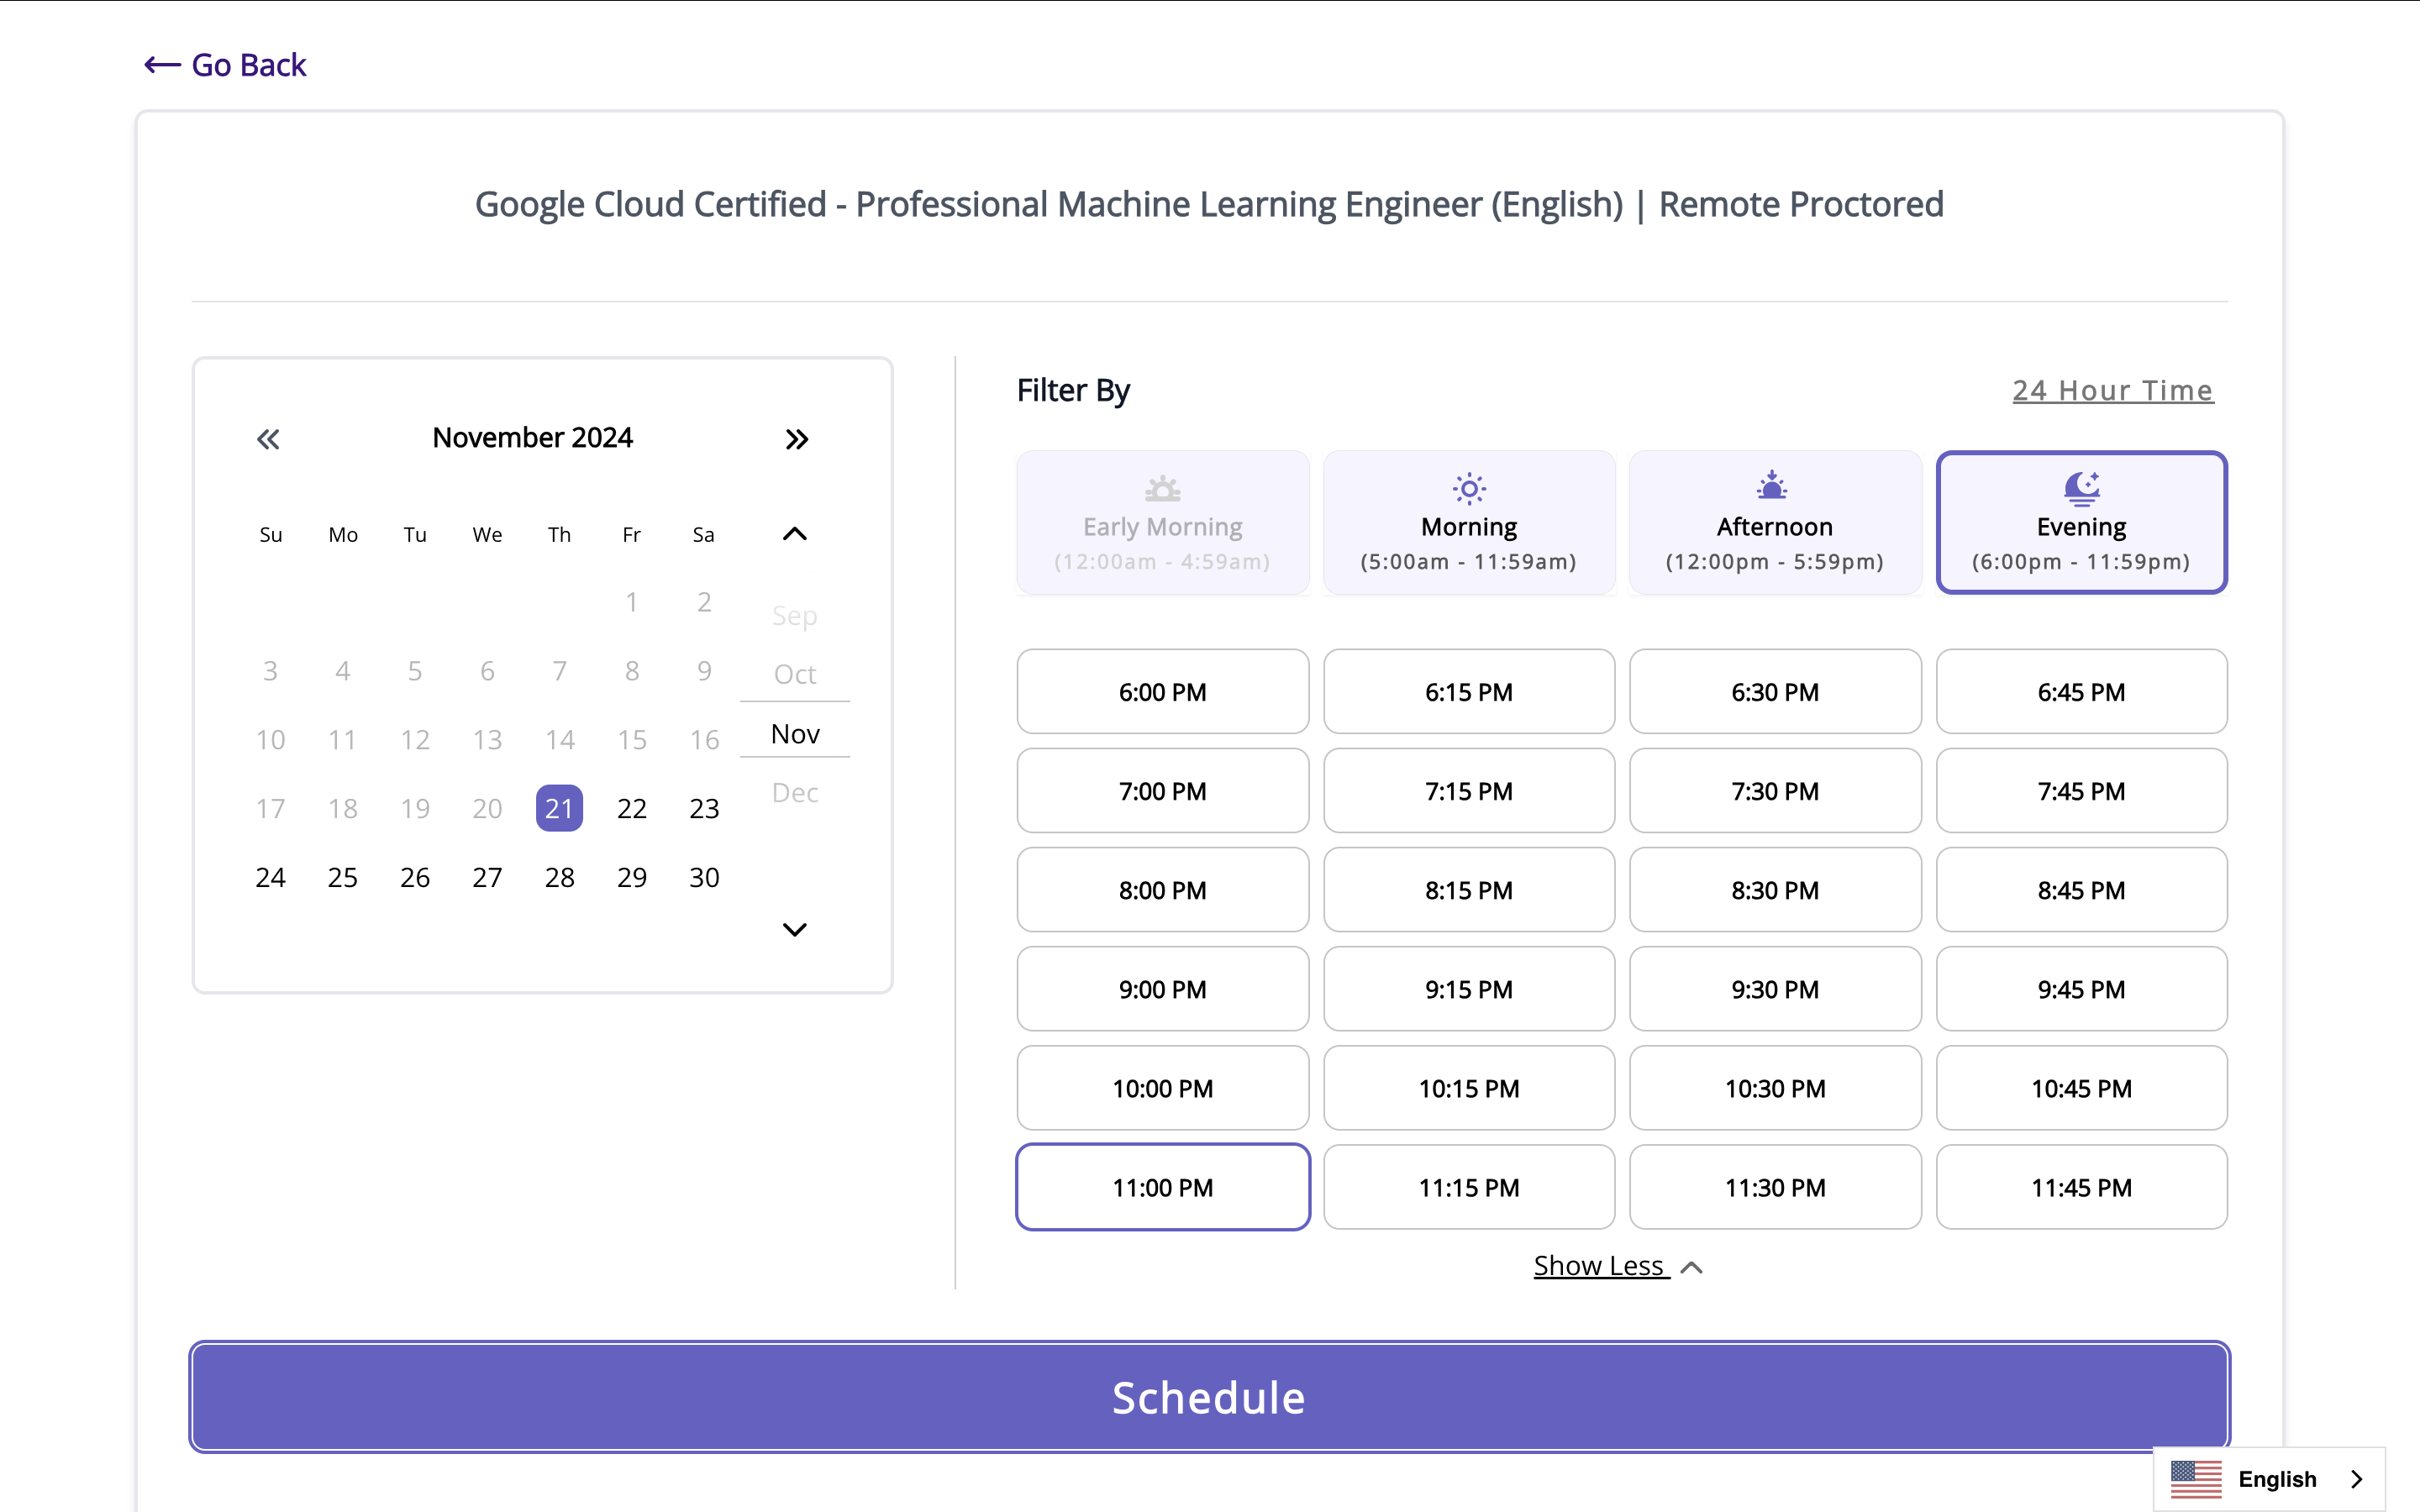 Go Back
Google Cloud Certified - Professional Machine Learning Engineer (English) | Remote Proctored
November 2024
Su Mo Tu We Th Fr Sa
1 2
3 4 5 6 7 8 9
10 11 12 13 14 15 16
17 18 19 20 21 22 23
24 25 26 27 28 29 30
Sep
Oct
Nov
Dec
Filter By
24 Hour Time
Early Morning
(12:00am - 4:59am)
Morning
(5:00am - 11:59am)
Afternoon
(12:00pm - 5:59pm)
Evening
(6:00pm - 11:59pm)
6:00 PM 6:15 PM 6:30 PM 6:45 PM
7:00 PM 7:15 PM 7:30 PM 7:45 PM
8:00 PM 8:15 PM 8:30 PM 8:45 PM
9:00 PM 9:15 PM 9:30 PM 9:45 PM
10:00 PM 10:15 PM 10:30 PM 10:45 PM
11:00 PM 11:15 PM 11:30 PM 11:45 PM
Show Less
Schedule
English